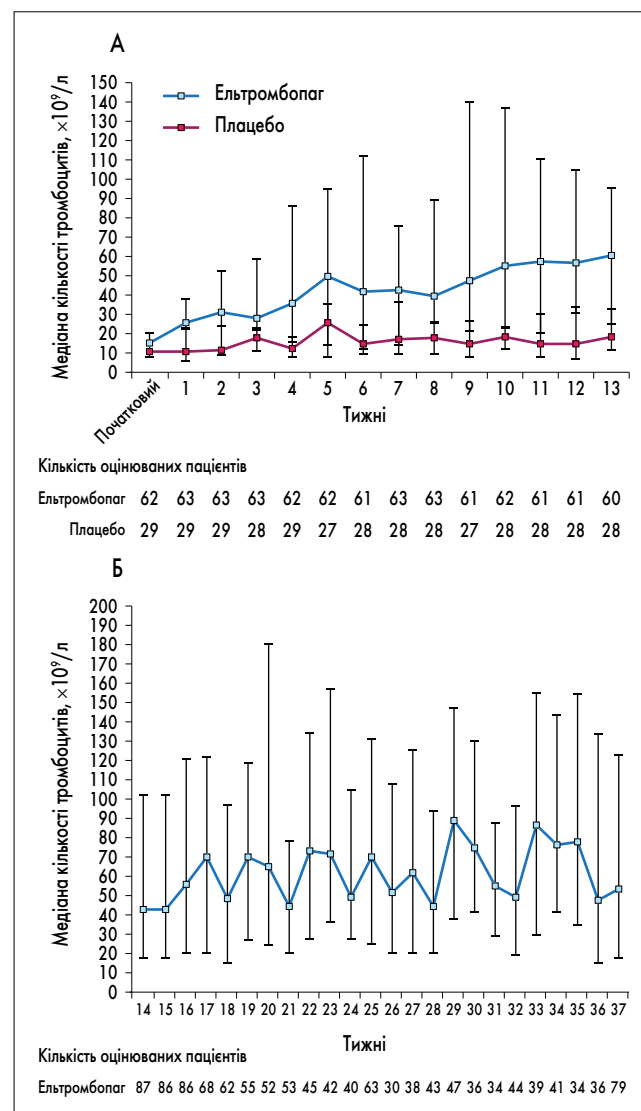 А
Медіана кількості тромбоцитів, ×10⁹/л
150
140
130
120
110
100
90
80
70
60
50
40
30
20
10
0
Ельтромбопаг
Плацебо
Початковий 1 2 3 4 5 6 7 8 9 10 11 12 13
Тижні
Кількість оцінюваних пацієнтів
Ельтромбопаг 62 63 63 63 62 62 61 63 63 61 62 61 61 60
Плацебо 29 29 29 28 29 27 28 28 28 27 28 28 28 28
Б
Медіана кількості тромбоцитів, ×10⁹/л
200
190
180
170
160
150
140
130
120
110
100
90
80
70
60
50
40
30
20
10
0
14 15 16 17 18 19 20 21 22 23 24 25 26 27 28 29 30 31 32 33 34 35 36 37
Тижні
Кількість оцінюваних пацієнтів
Ельтромбопаг 87 86 86 68 62 55 52 53 45 42 40 63 30 38 43 47 36 34 44 39 41 34 36 79